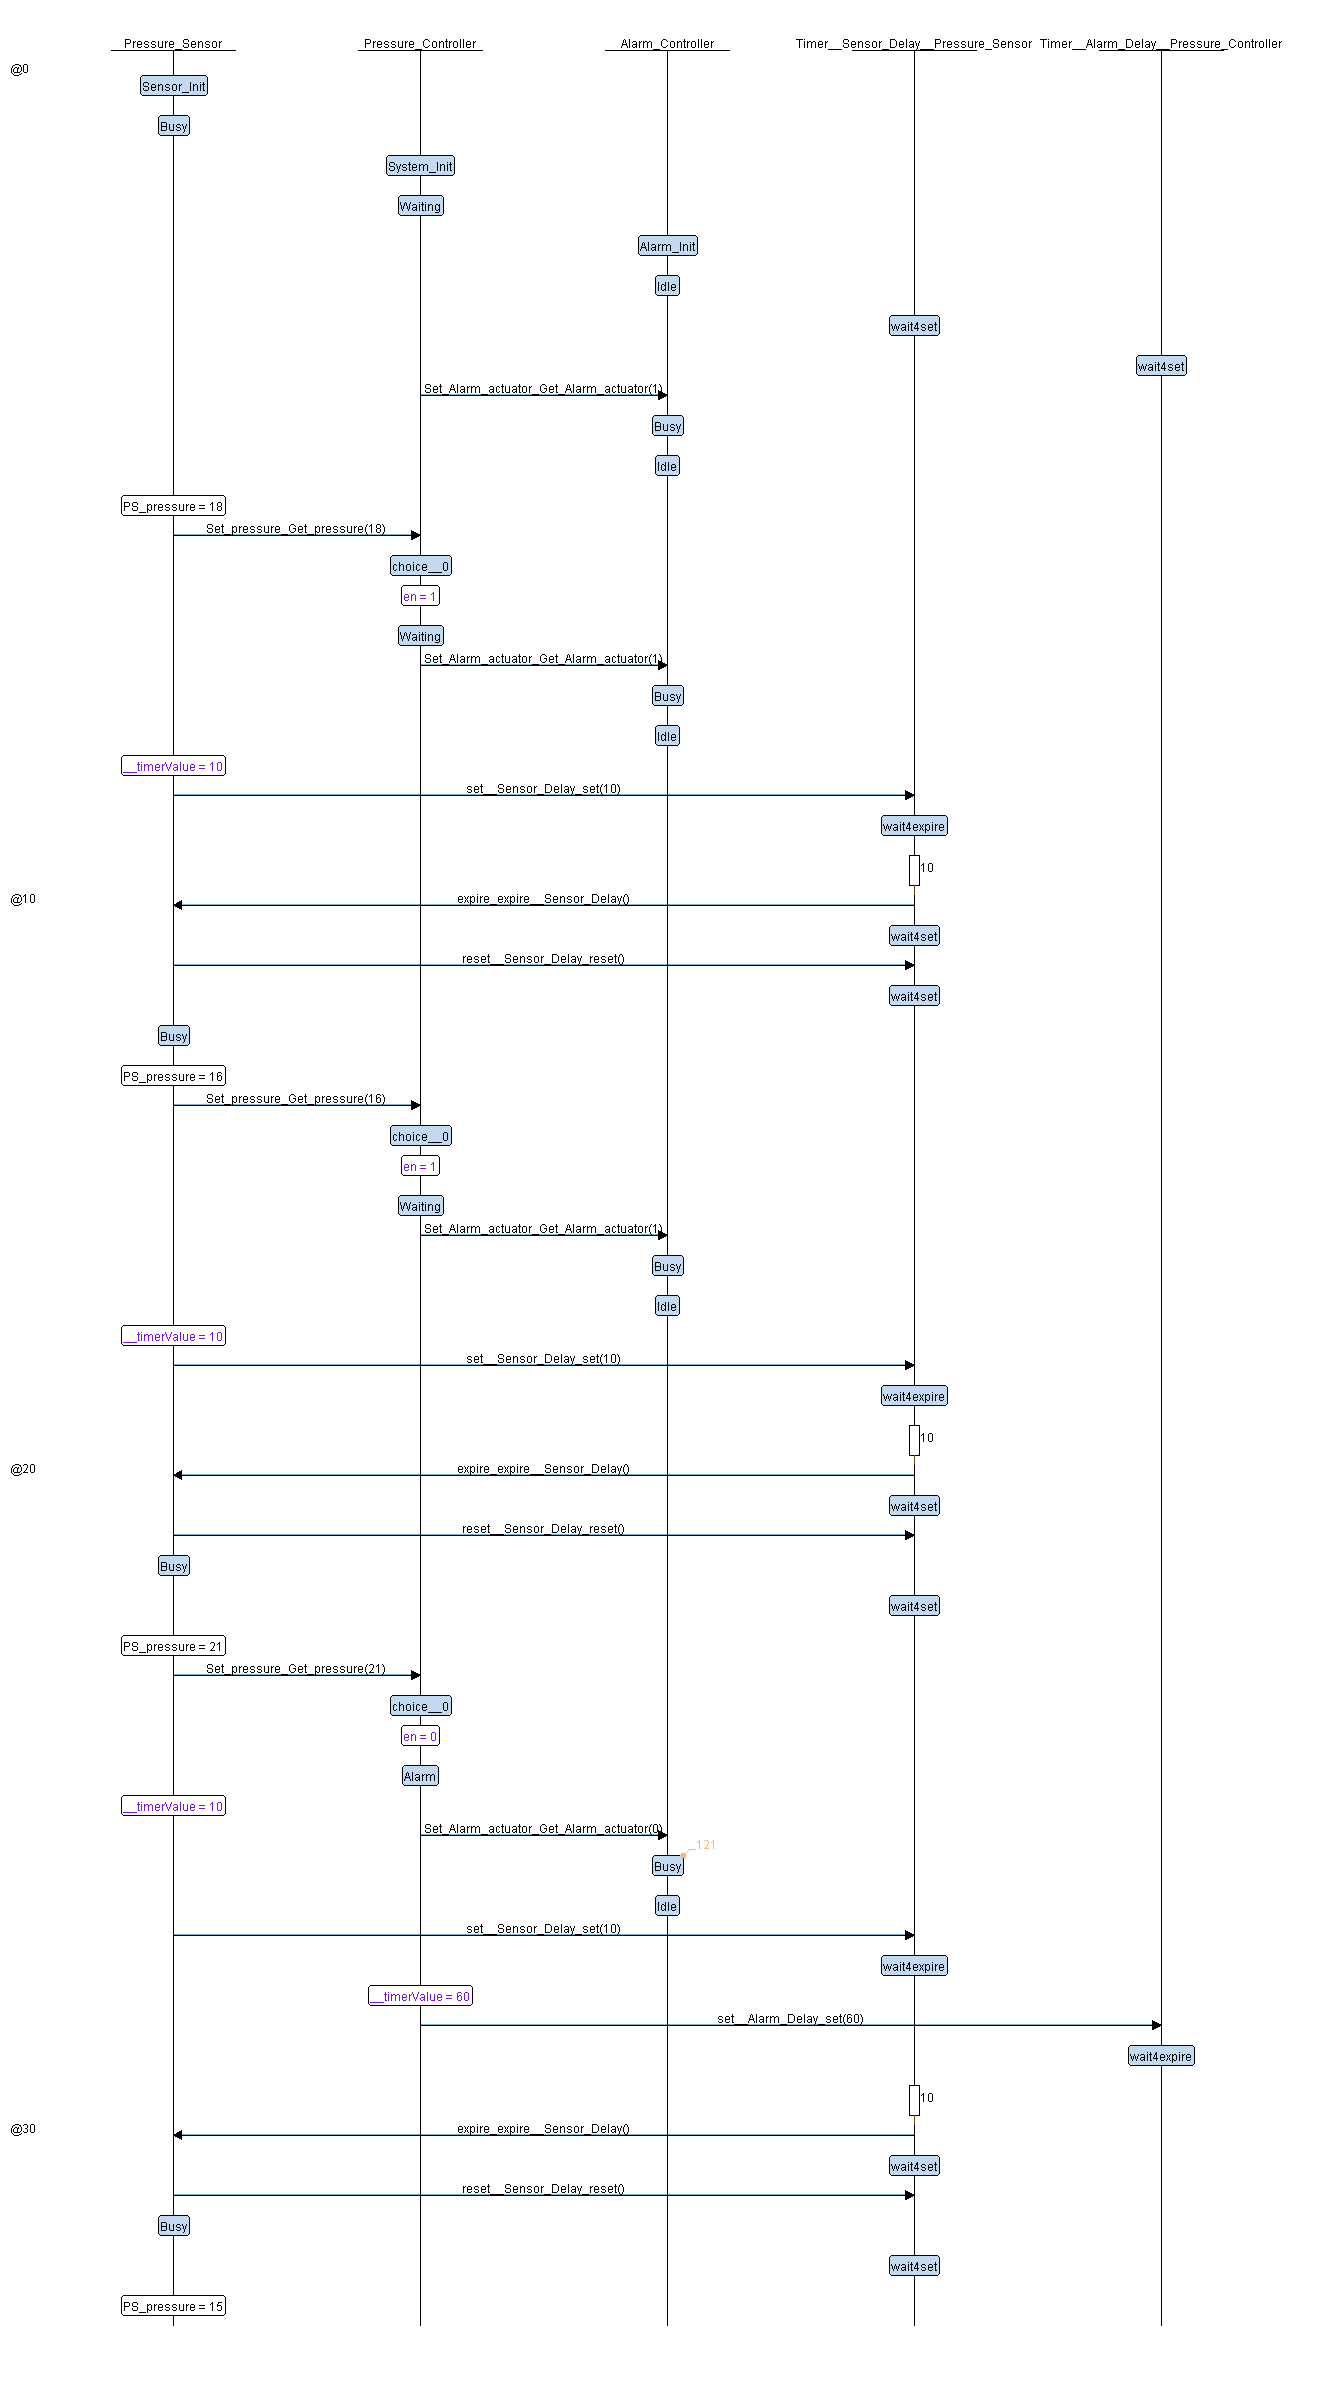 Pressure_Sensor
Pressure_Controller
Alarm_Controller
Timer__Sensor_Delay__Pressure_Sensor
Timer__Alarm_Delay__Pressure_Controller
@0
Sensor_Init
Busy
System_Init
Waiting
Alarm_Init
Idle
wait4set
wait4set
Set_Alarm_actuator_Get_Alarm_actuator(1)
Busy
Idle
PS_pressure = 18
Set_pressure_Get_pressure(18)
choice__0
en = 1
Waiting
Set_Alarm_actuator_Get_Alarm_actuator(1)
Busy
Idle
__timerValue = 10
set__Sensor_Delay_set(10)
wait4expire
10
@10
expire_expire__Sensor_Delay()
wait4set
reset__Sensor_Delay_reset()
wait4set
Busy
PS_pressure = 16
Set_pressure_Get_pressure(16)
choice__0
en = 1
Waiting
Set_Alarm_actuator_Get_Alarm_actuator(1)
Busy
Idle
__timerValue = 10
set__Sensor_Delay_set(10)
wait4expire
10
@20
expire_expire__Sensor_Delay()
wait4set
reset__Sensor_Delay_reset()
Busy
wait4set
PS_pressure = 21
Set_pressure_Get_pressure(21)
choice__0
en = 0
Alarm
__timerValue = 10
Set_Alarm_actuator_Get_Alarm_actuator(0)
_121
Busy
Idle
set__Sensor_Delay_set(10)
wait4expire
__timerValue = 60
set__Alarm_Delay_set(60)
wait4expire
10
@30
expire_expire__Sensor_Delay()
wait4set
reset__Sensor_Delay_reset()
Busy
wait4set
PS_pressure = 15